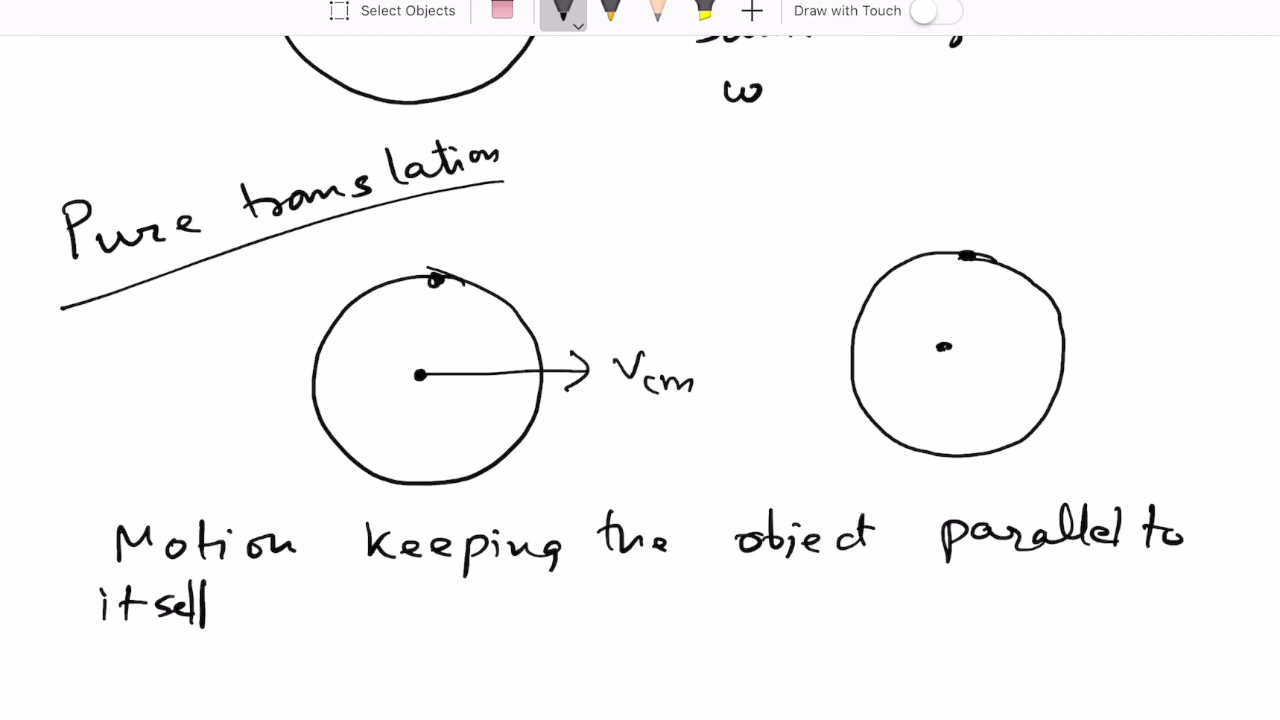 Select Objects
Draw with Touch
ω
Pure translation
Vcm
Motion keeping the object parallel to
itself